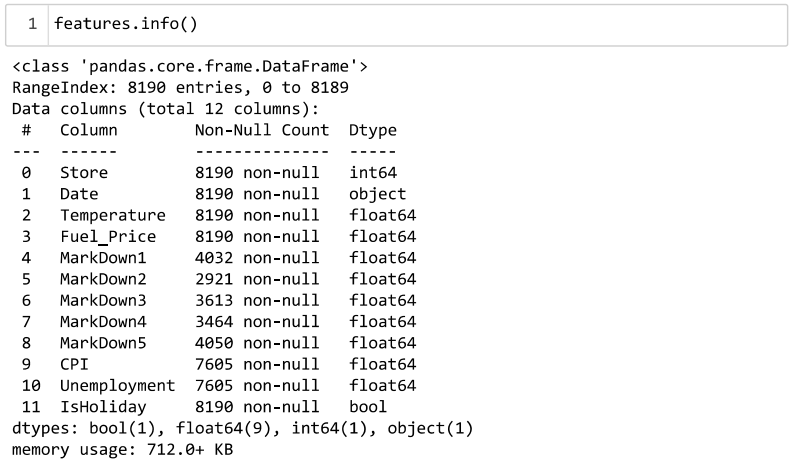 1 features.info()
<class 'pandas.core.frame.DataFrame'>
RangeIndex: 8190 entries, 0 to 8189
Data columns (total 12 columns):
 #   Column        Non-Null Count  Dtype
---  ------        --------------  -----
 0   Store         8190 non-null   int64
 1   Date          8190 non-null   object
 2   Temperature   8190 non-null   float64
 3   Fuel_Price    8190 non-null   float64
 4   MarkDown1     4032 non-null   float64
 5   MarkDown2     2921 non-null   float64
 6   MarkDown3     3613 non-null   float64
 7   MarkDown4     3464 non-null   float64
 8   MarkDown5     4050 non-null   float64
 9   CPI           7605 non-null   float64
 10  Unemployment  7605 non-null   float64
 11  IsHoliday     8190 non-null   bool
dtypes: bool(1), float64(9), int64(1), object(1)
memory usage: 712.0+ KB